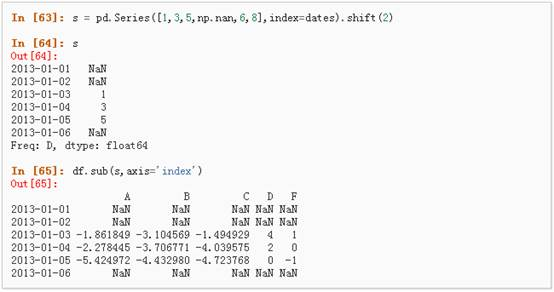 In [63]: s = pd.Series([1,3,5,np.nan,6,8],index=dates).shift(2)
In [64]: s
Out[64]:
2013-01-01   NaN
2013-01-02   NaN
2013-01-03     1
2013-01-04     3
2013-01-05     5
2013-01-06   NaN
Freq: D, dtype: float64
In [65]: df.sub(s,axis='index')
Out[65]:
                   A         B         C   D   F
2013-01-01       NaN       NaN       NaN NaN NaN
2013-01-02       NaN       NaN       NaN NaN NaN
2013-01-03 -1.861849 -3.104569 -1.494929   4   1
2013-01-04 -2.278445 -3.706771 -4.039575   2   0
2013-01-05 -5.424972 -4.432980 -4.723768   0  -1
2013-01-06       NaN       NaN       NaN NaN NaN